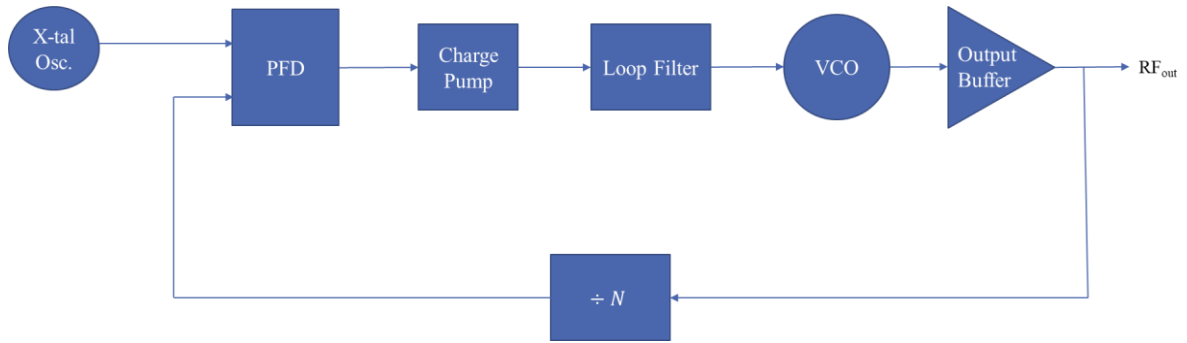 X-tal
Osc.
PFD
Charge
Pump
Loop Filter
VCO
Output
Buffer
RFout
÷ N